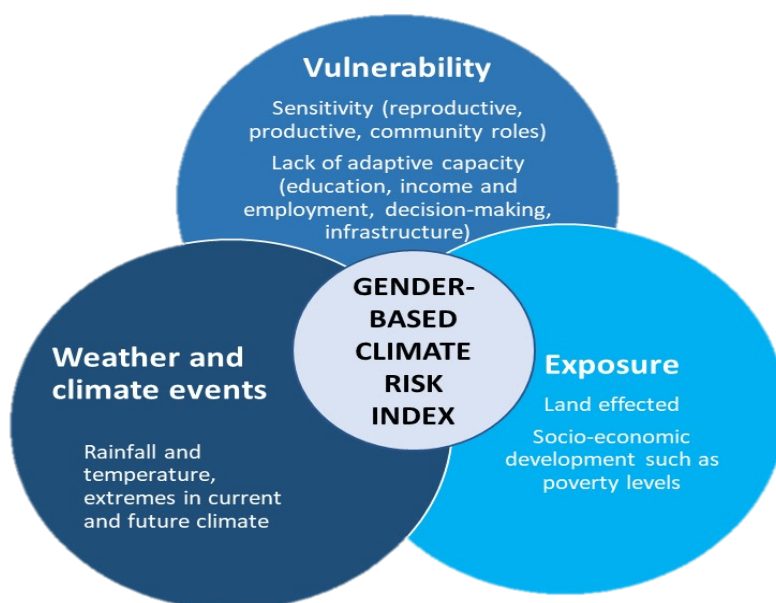 Vulnerability
Sensitivity (reproductive,
productive, community roles)
Lack of adaptive capacity
(education, income and
employment, decision-making,
infrastructure)
GENDER-
BASED
CLIMATE
RISK
INDEX
Weather and
climate events
Rainfall and
temperature,
extremes in current
and future climate
Exposure
Land effected
Socio-economic
development such as
poverty levels